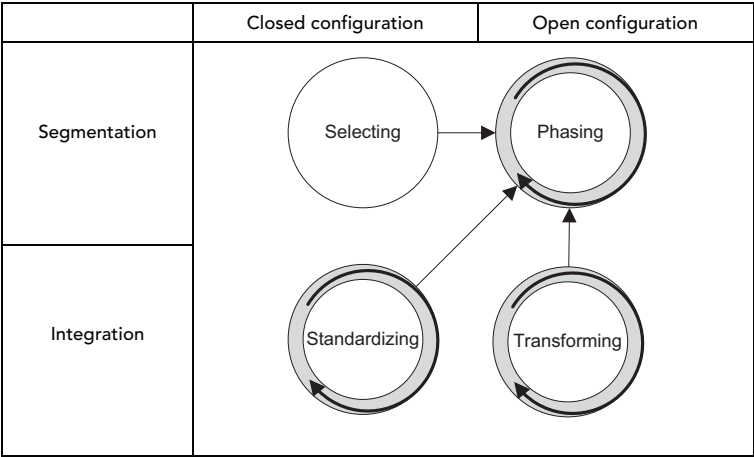 Closed configuration
Open configuration
Segmentation
Selecting
Phasing
Integration
Standardizing
Transforming